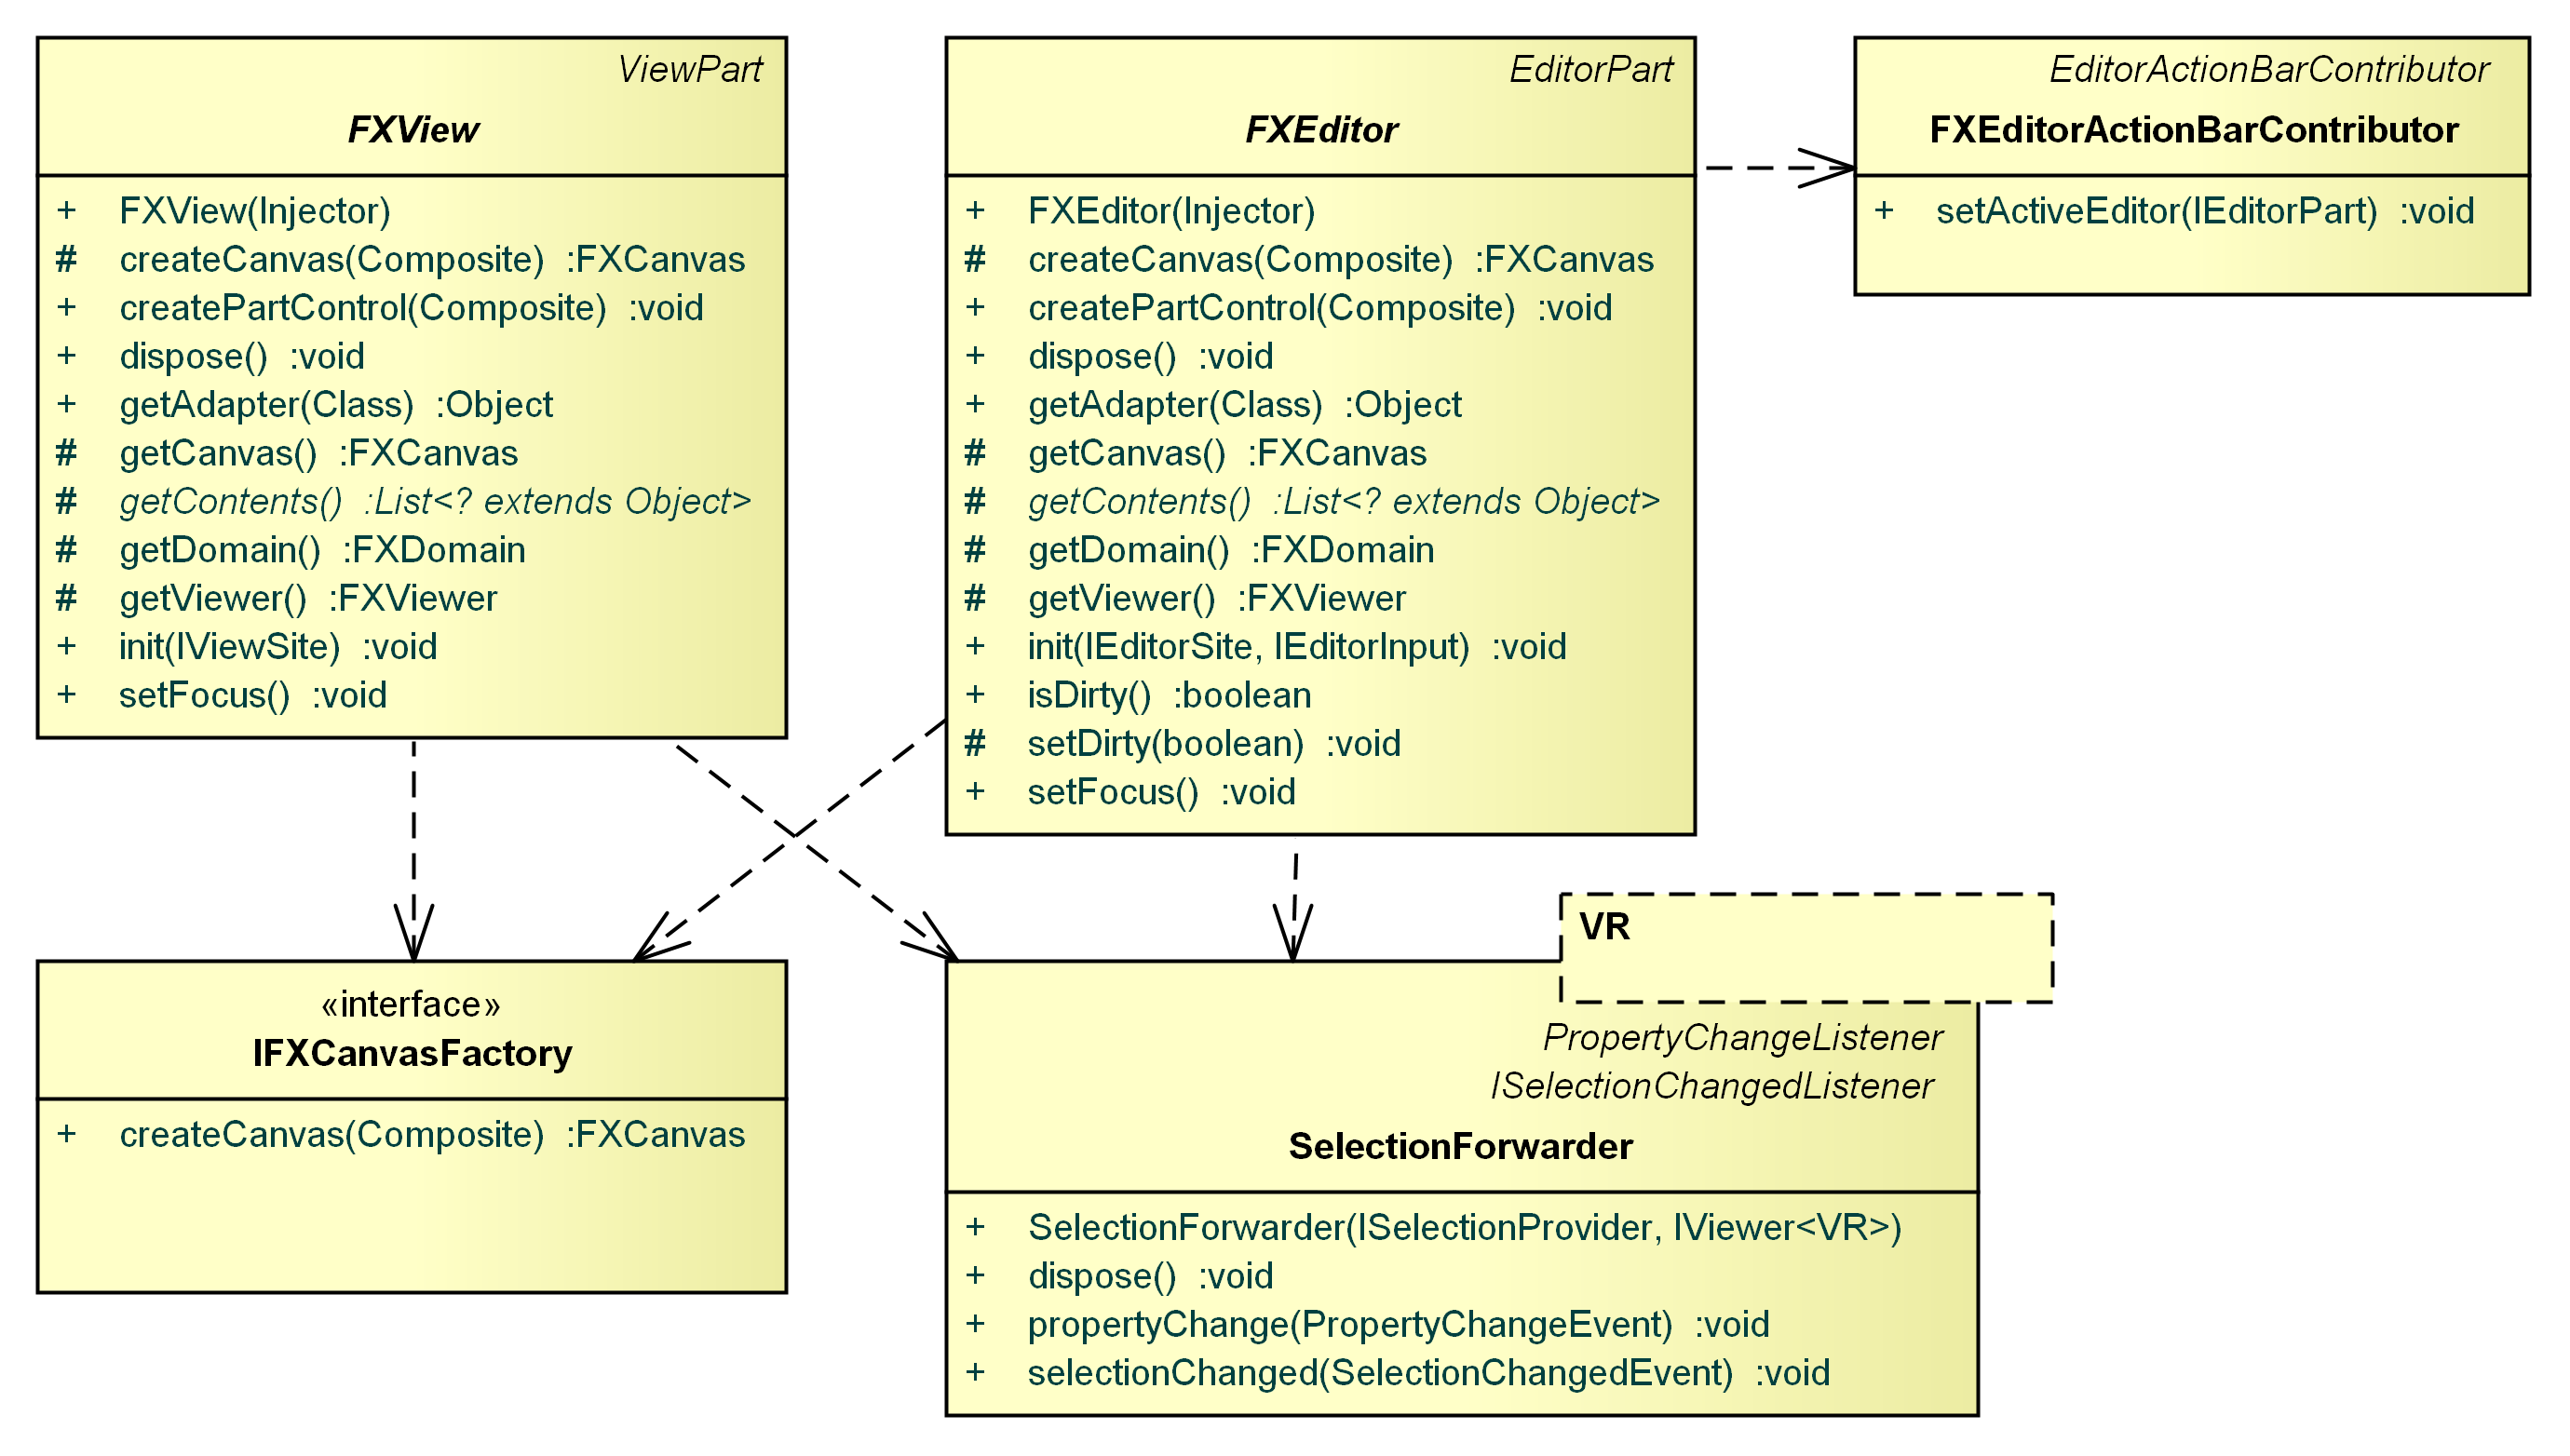 ViewPart
FXView
+ FXView(Injector)
# createCanvas(Composite) :FXCanvas
+ createPartControl(Composite) :void
+ dispose() :void
+ getAdapter(Class) :Object
# getCanvas() :FXCanvas
# getContents() :List<? extends Object>
# getDomain() :FXDomain
# getViewer() :FXViewer
+ init(IViewSite) :void
+ setFocus() :void
EditorPart
FXEditor
+ FXEditor(Injector)
# createCanvas(Composite) :FXCanvas
+ createPartControl(Composite) :void
+ dispose() :void
+ getAdapter(Class) :Object
# getCanvas() :FXCanvas
# getContents() :List<? extends Object>
# getDomain() :FXDomain
# getViewer() :FXViewer
+ init(IEditorSite, IEditorInput) :void
+ isDirty() :boolean
# setDirty(boolean) :void
+ setFocus() :void
EditorActionBarContributor
FXEditorActionBarContributor
+ setActiveEditor(IEditorPart) :void
«interface»
IFXCanvasFactory
+ createCanvas(Composite) :FXCanvas
VR
PropertyChangeListener
ISelectionChangedListener
SelectionForwarder
+ SelectionForwarder(ISelectionProvider, IViewer<VR>)
+ dispose() :void
+ propertyChange(PropertyChangeEvent) :void
+ selectionChanged(SelectionChangedEvent) :void